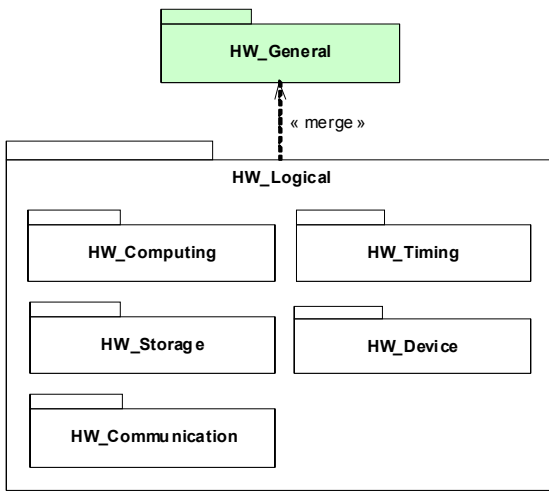 HW_General
« merge »
HW_Logical
HW_Computing
HW_Timing
HW_Storage
HW_Device
HW_Communication